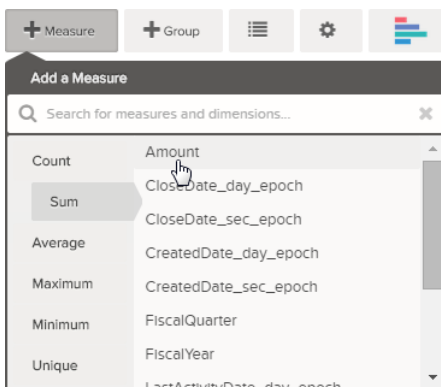 Measure
Group
Add a Measure
Search for measures and dimensions...
Count
Sum
Average
Maximum
Minimum
Unique
Amount
CloseDate_day_epoch
CloseDate_sec_epoch
CreatedDate_day_epoch
CreatedDate_sec_epoch
FiscalQuarter
FiscalYear
LastActivityDate_day_epoch